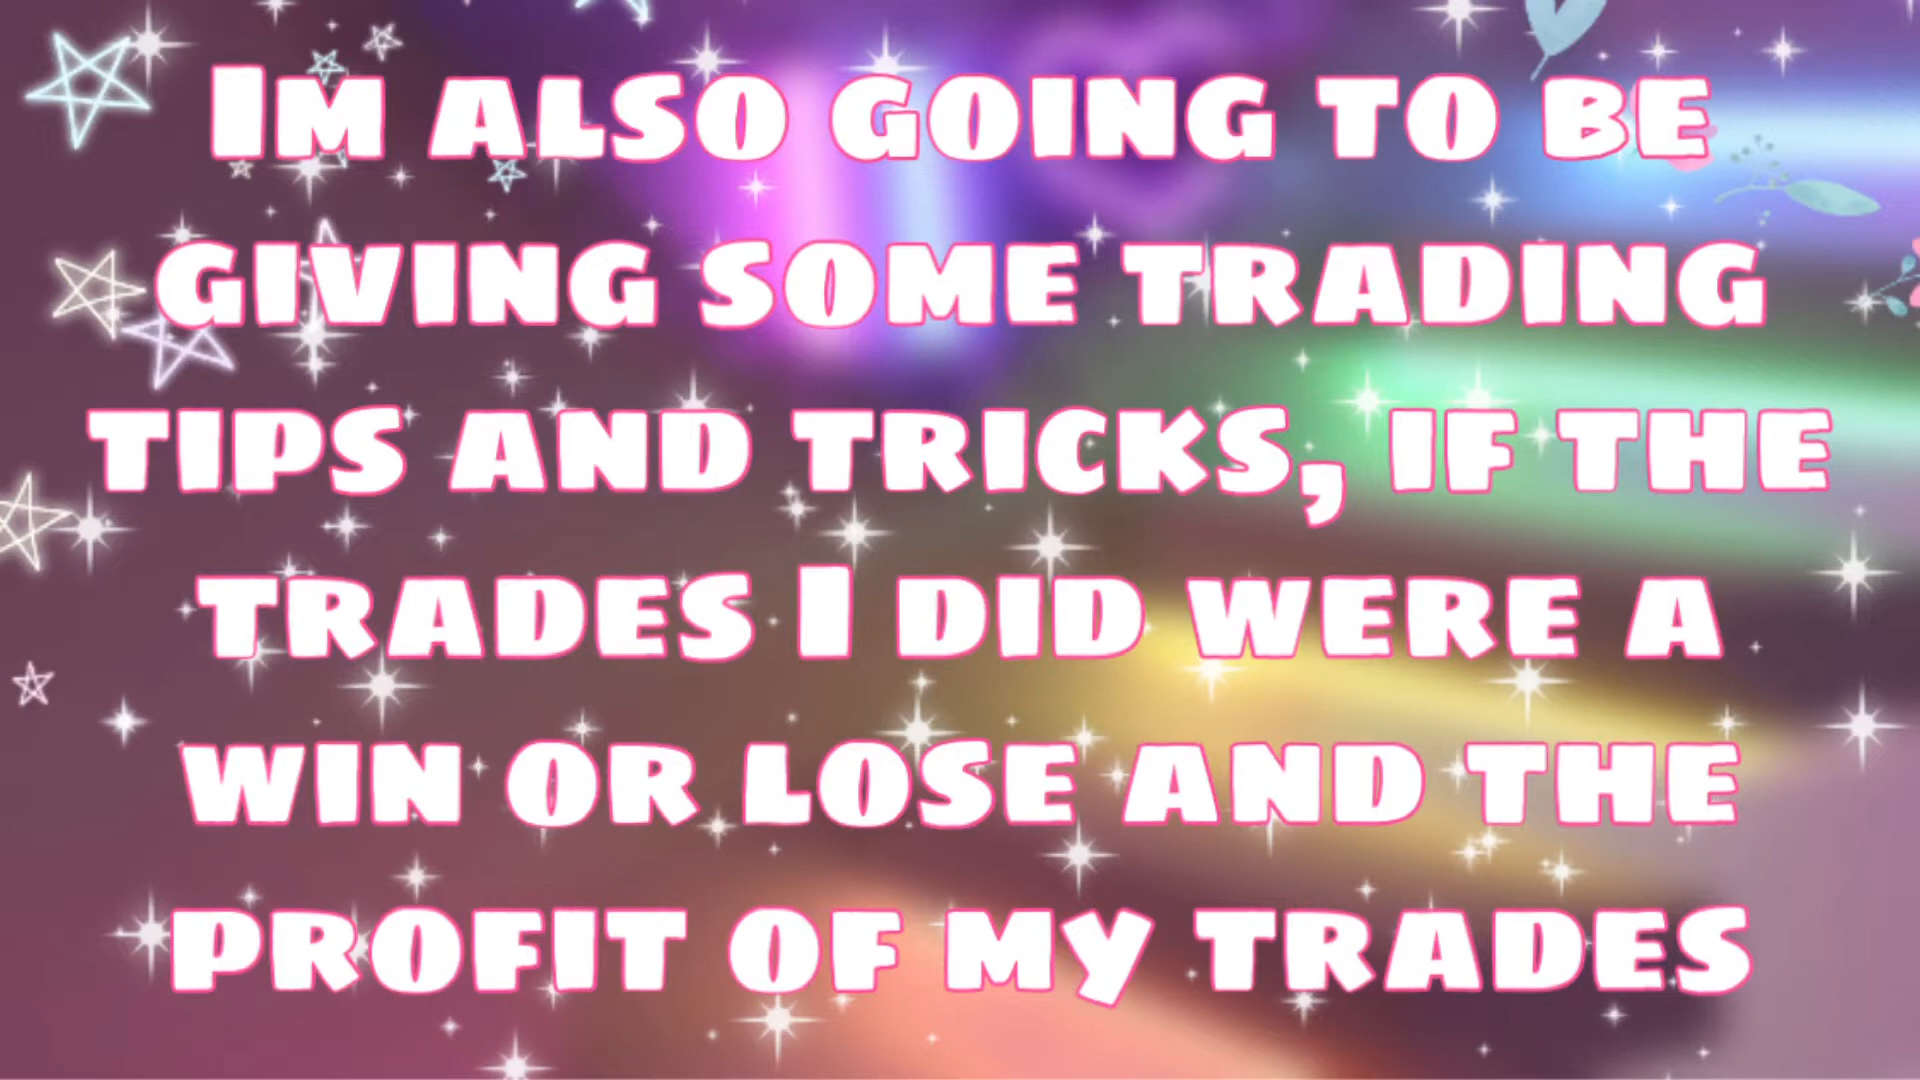 Im also going to be
giving some trading
tips and tricks, if the
trades I did were a
win or lose and the
profit of my trades